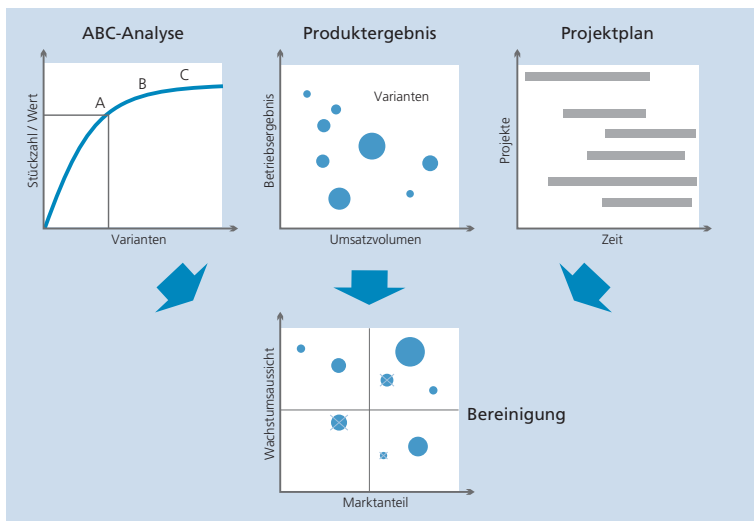 ABC-Analyse
Produktergebnis
Projektplan
Stückzahl / Wert
A
B
C
Varianten
Betriebsergebnis
Varianten
Umsatzvolumen
Projekte
Zeit
Wachstumsaussicht
Marktanteil
Bereinigung